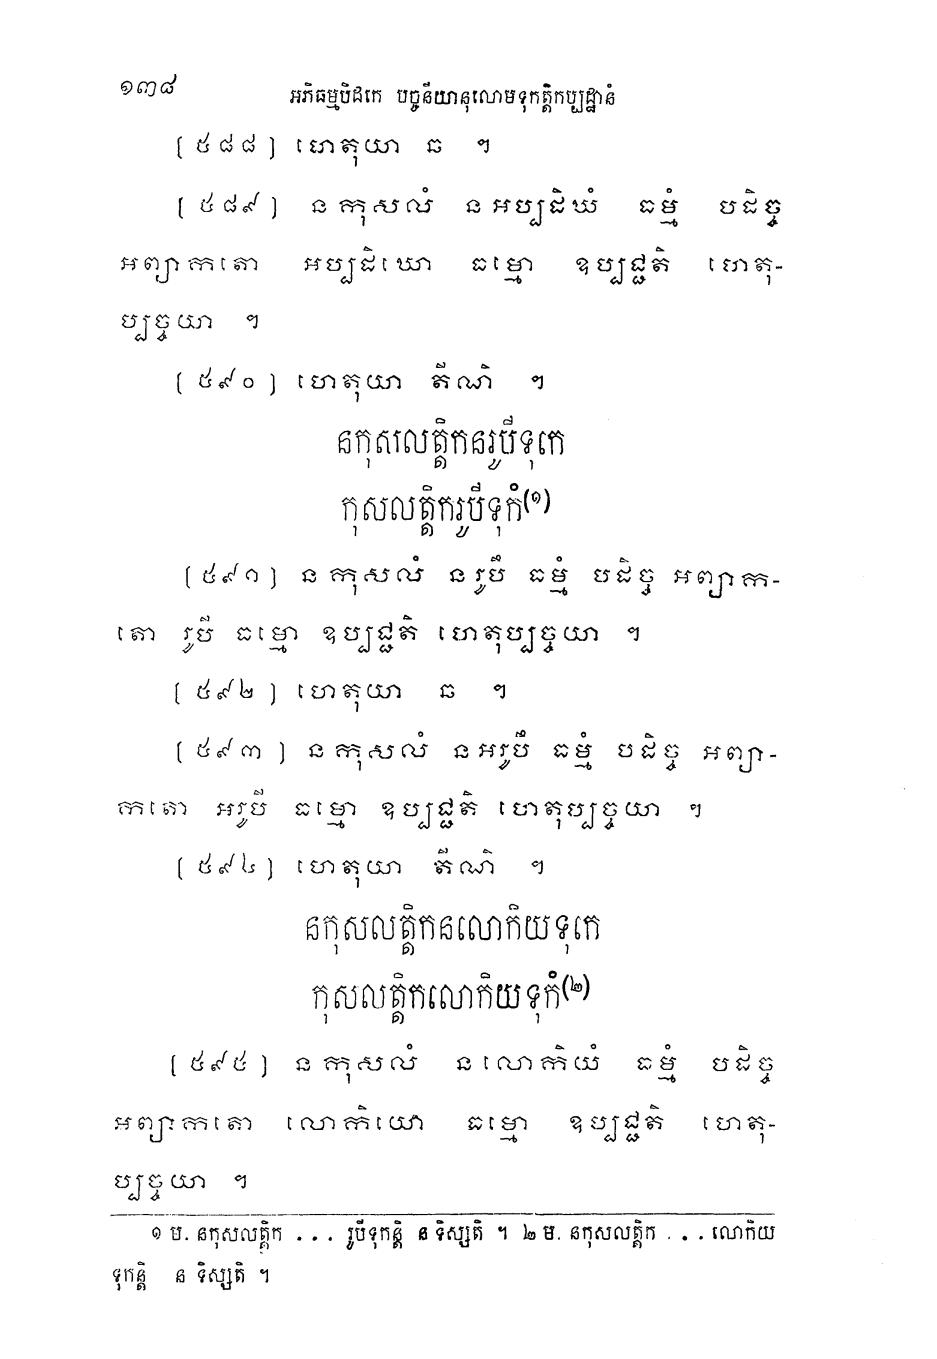 ១៣៨ អភិធម្មបិដកេ បច្ចនីយានុលោមទុកត្តិកប្បដ្ឋានំ
[ ៥៨៨ ] ហេតុយា ឆ ។
[ ៥៨៩ ] ន កុសលំ ន អប្បដិឃំ ធម្មំ បដិច្ច
អព្យាកតោ អប្បដិឃោ ធម្មោ ឧប្បជ្ជតិ ហេតុ-
ប្បច្ចយា ។
[ ៥៩០ ] ហេតុយា តីណិ ។
នកុសលត្តិកនរូបីទុកេ
កុសលត្តិករូបីទុកំ(១)
[ ៥៩១ ] ន កុសលំ ន រូបឹ ធម្មំ បដិច្ច អព្យាក-
តោ រូបី ធម្មោ ឧប្បជ្ជតិ ហេតុប្បច្ចយា ។
[ ៥៩២ ] ហេតុយា ឆ ។
[ ៥៩៣ ] ន កុសលំ នអរូបឹ ធម្មំ បដិច្ច អព្យា-
កតោ អរូបី ធម្មោ ឧប្បជ្ជតិ ហេតុប្បច្ចយា ។
[ ៥៩៤ ] ហេតុយា តីណិ ។
នកុសលត្តិកនលោកិយទុកេ
កុសលត្តិកលោកិយទុកំ(២)
[ ៥៩៥ ] ន កុសលំ ន លោកិយំ ធម្មំ បដិច្ច
អព្យាកតោ លោកិយោ ធម្មោ ឧប្បជ្ជតិ ហេតុ-
ប្បច្ចយា ។
១ ម. នកុសលត្តិក . . . រូបីទុកន្តិ ន ទិស្សតិ ។ ២ ម. នកុសលត្តិក . . . លោកិយ
ទុកន្តិ ន ទិស្សតិ ។